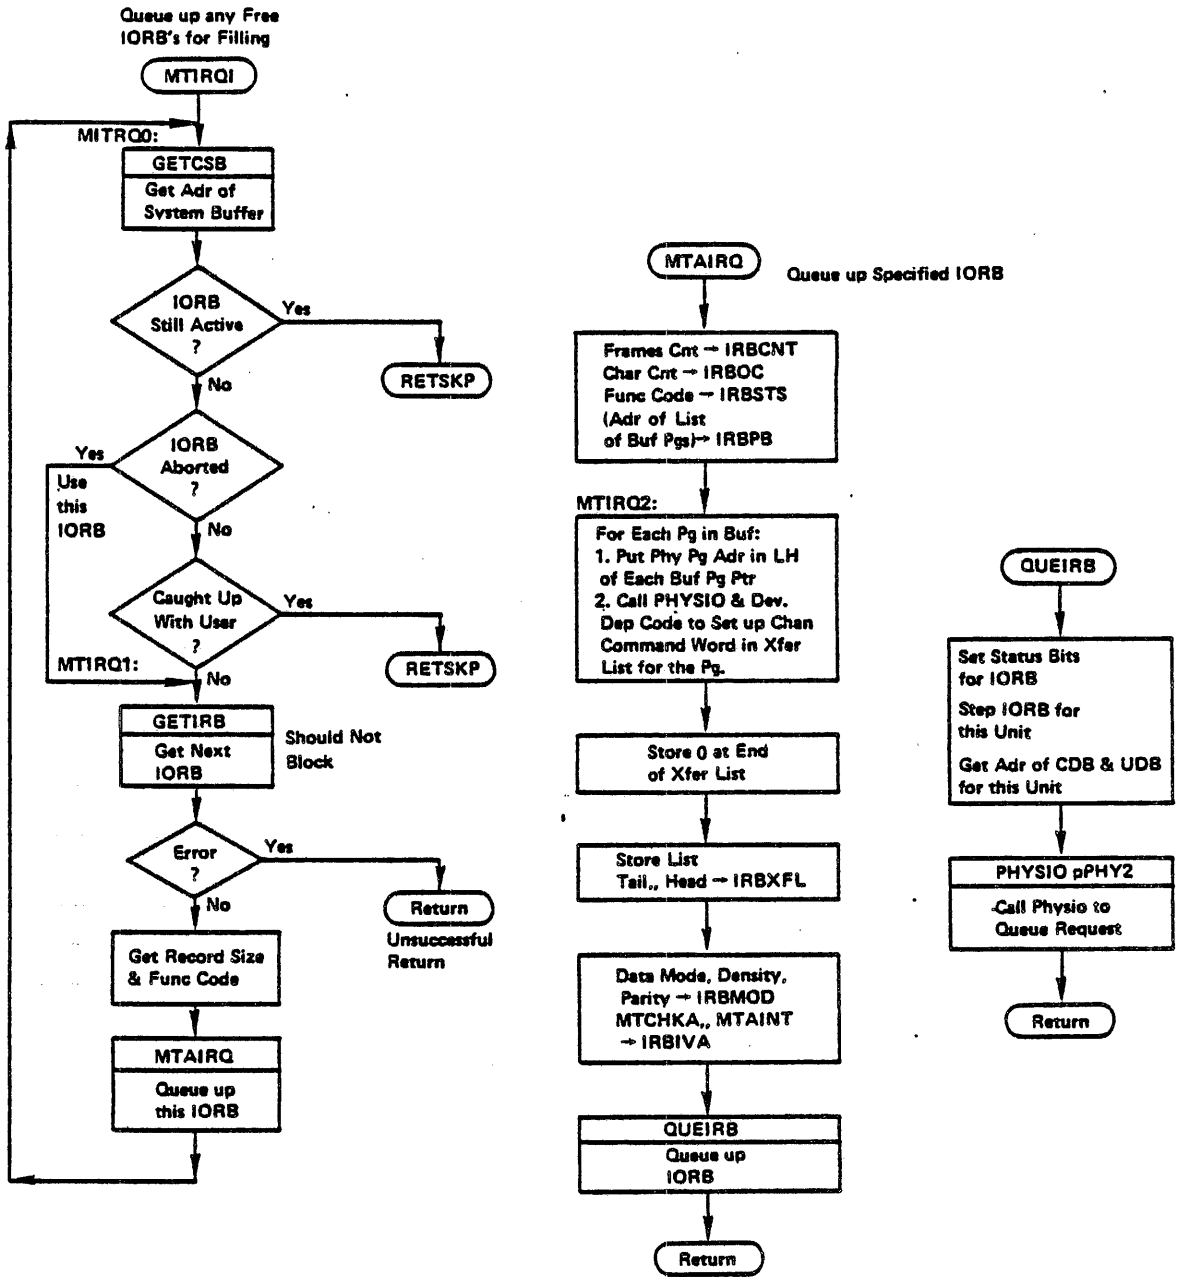 Queue up any Free
IORB's for Filling
MTIRQI
MITRQ0:
GETCSB
Get Adr of
System Buffer
IORB
Still Active
?
Yes
RETSKP
No
IORB
Aborted
?
Yes
Use
this
IORB
No
Caught Up
With User
?
Yes
RETSKP
MTIRQ1:
No
GETIRB
Get Next
IORB
Should Not
Block
Error
?
Yes
Return
Unsuccessful
Return
No
Get Record Size
& Func Code
MTAIRQ
Queue up
this IORB
MTAIRQ
Queue up Specified IORB
Frames Cnt → IRBCNT
Char Cnt → IRBOC
Func Code → IRBSTS
(Adr of List
of Buf Pgs)→ IRBPB
MTIRQ2:
For Each Pg in Buf:
1. Put Phy Pg Adr in LH
of Each Buf Pg Ptr
2. Call PHYSIO & Dev.
Dep Code to Set up Chan
Command Word in Xfer
List for the Pg.
Store 0 at End
of Xfer List
Store List
Tail,, Head → IRBXFL
Data Mode, Density,
Parity → IRBMOD
MTCHKA,, MTAINT
→ IRBIVA
QUEIRB
Queue up
IORB
Return
QUEIRB
Set Status Bits
for IORB
Step IORB for
this Unit
Get Adr of CDB & UDB
for this Unit
PHYSIO pPHY2
Call Physio to
Queue Request
Return